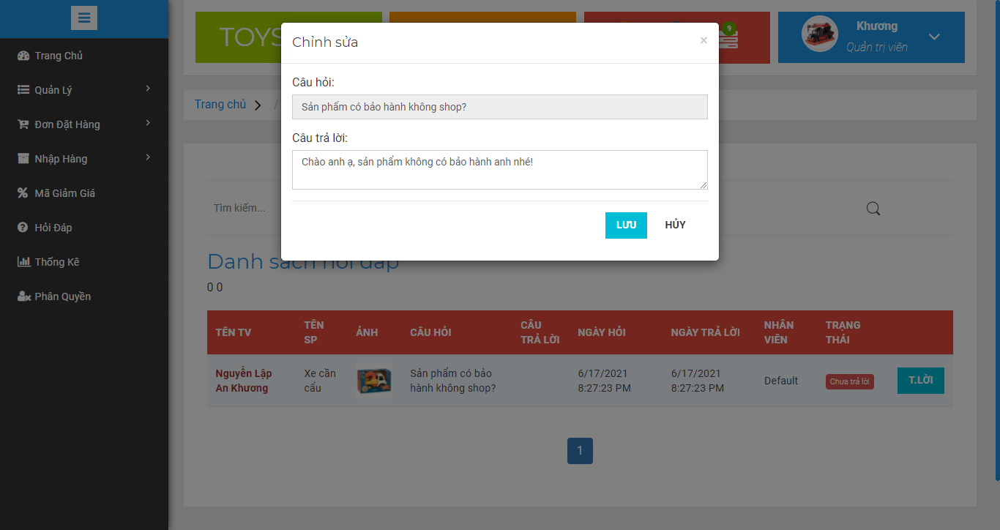 TOYS
9
Khương
Quản trị viên
Trang Chủ
Quản Lý
Đơn Đặt Hàng
Nhập Hàng
Mã Giảm Giá
Hỏi Đáp
Thống Kê
Phân Quyền
Trang chủ
/
Chỉnh sửa
×
Câu hỏi:
Sản phẩm có bảo hành không shop?
Câu trả lời:
Chào anh ạ, sản phẩm không có bảo hành anh nhé!
LƯU
HỦY
Tìm kiếm...
Danh sách hỏi đáp
0 0
TÊN TV
TÊN SP
ẢNH
CÂU HỎI
CÂU TRẢ LỜI
NGÀY HỎI
NGÀY TRẢ LỜI
NHÂN VIÊN
TRẠNG THÁI
Nguyễn Lập An Khương
Xe cần cẩu
Sản phẩm có bảo hành không shop?
6/17/2021 8:27:23 PM
6/17/2021 8:27:23 PM
Default
Chưa trả lời
T.LỜI
1